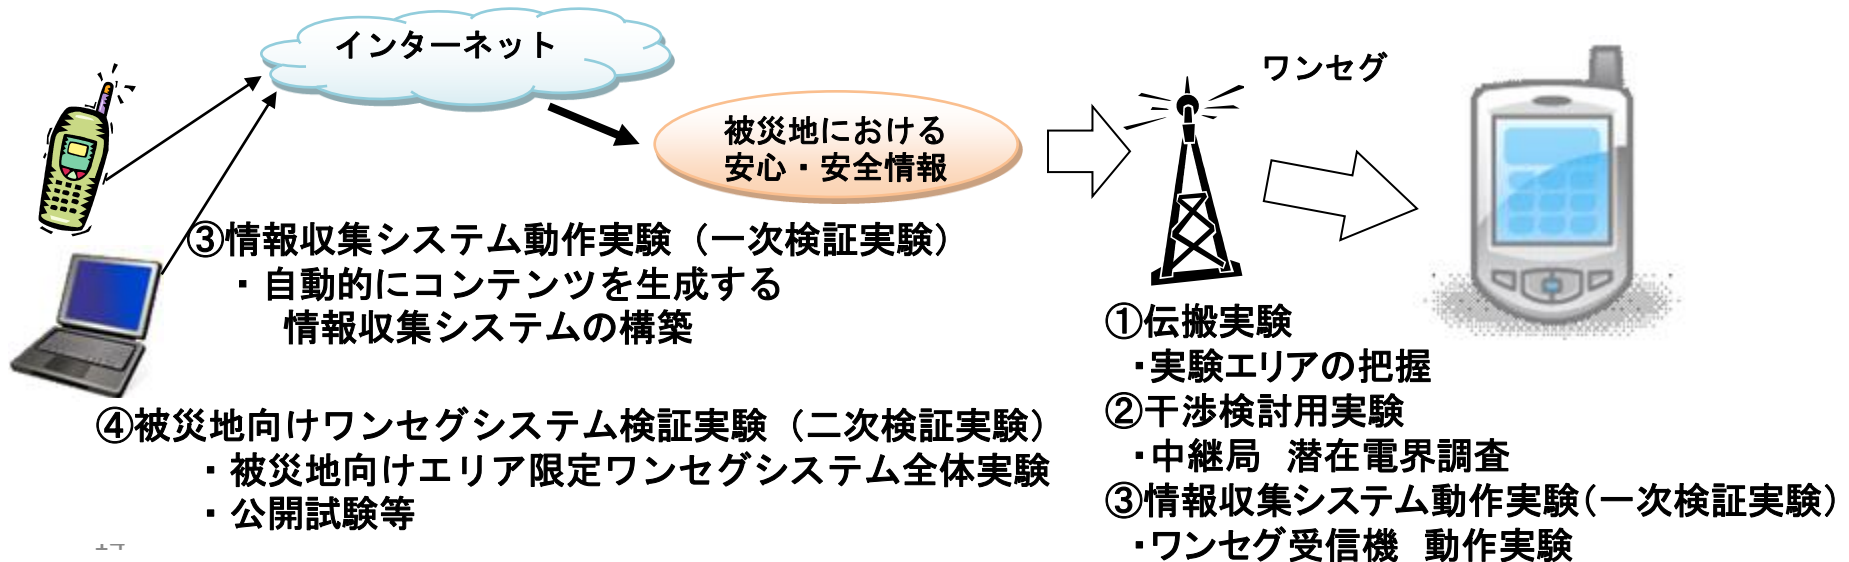 インターネット
ワンセグ
被災地における
安心・安全情報
③情報収集システム動作実験（一次検証実験）
・自動的にコンテンツを生成する
情報収集システムの構築
④被災地向けワンセグシステム検証実験（二次検証実験）
・被災地向けエリア限定ワンセグシステム全体実験
・公開試験等
①伝搬実験
・実験エリアの把握
②干渉検討用実験
・中継局　潜在電界調査
③情報収集システム動作実験（一次検証実験）
・ワンセグ受信機　動作実験